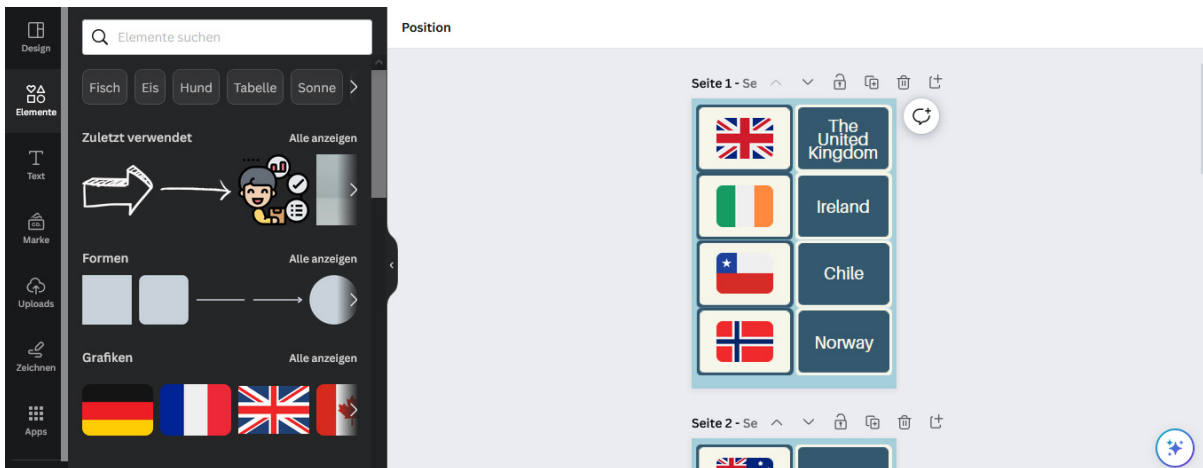 Design
Elemente
Text
CO.
Marke
Uploads
Zeichnen
Apps
Elemente suchen
Fisch Eis Hund Tabelle Sonne
Zuletzt verwendet Alle anzeigen
Formen Alle anzeigen
Grafiken Alle anzeigen
Position
Seite 1 - Se
The
United
Kingdom
Ireland
Chile
Norway
Seite 2 - Se